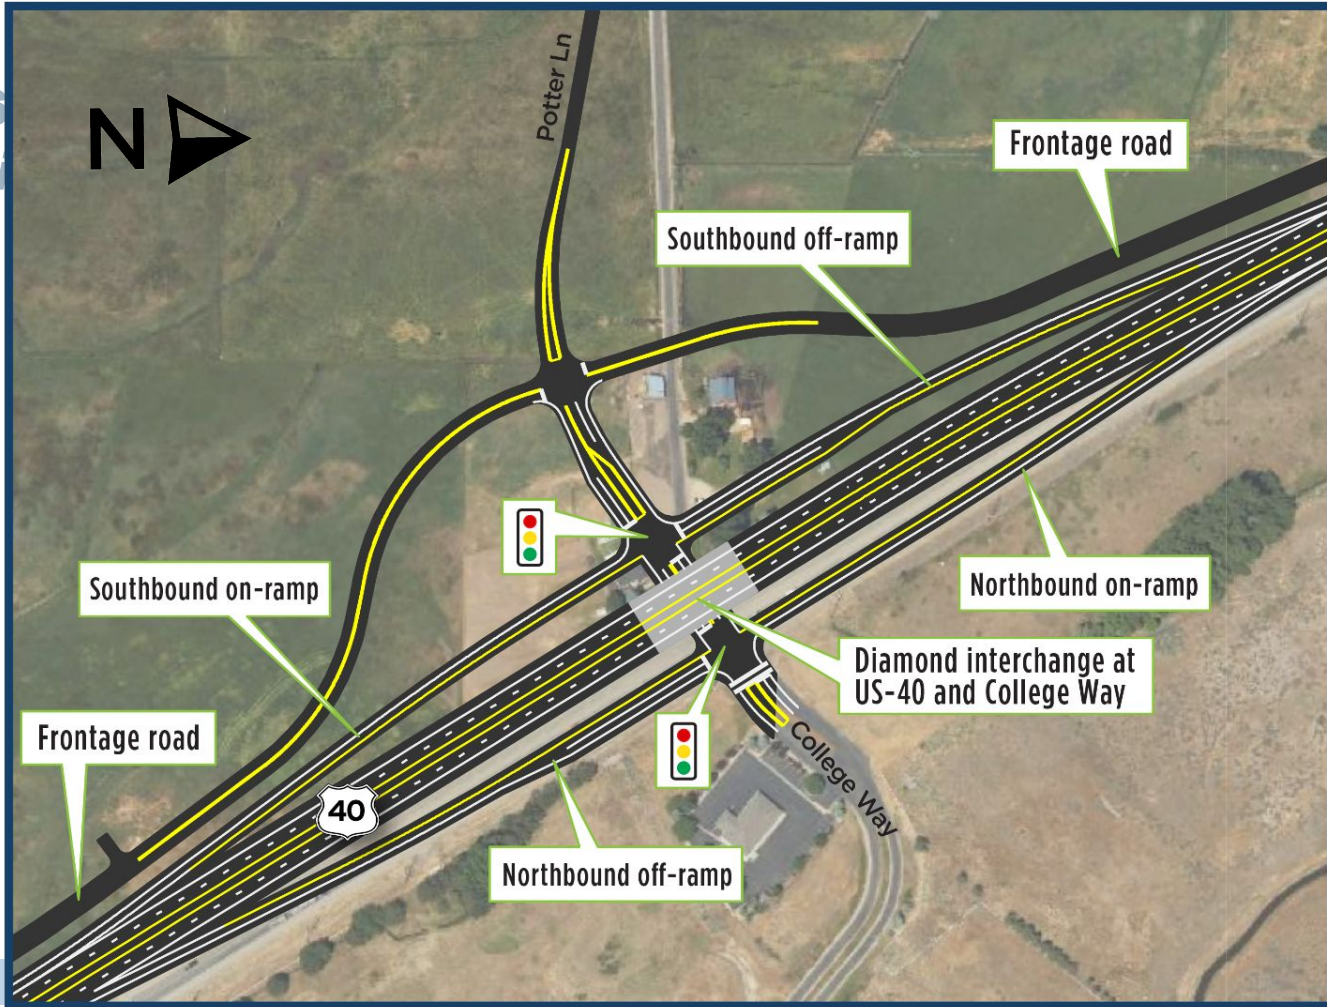 Potter Ln
N
Frontage road
Southbound off-ramp
Southbound on-ramp
Northbound on-ramp
Diamond interchange at
US-40 and College Way
Frontage road
College Way
40
Northbound off-ramp